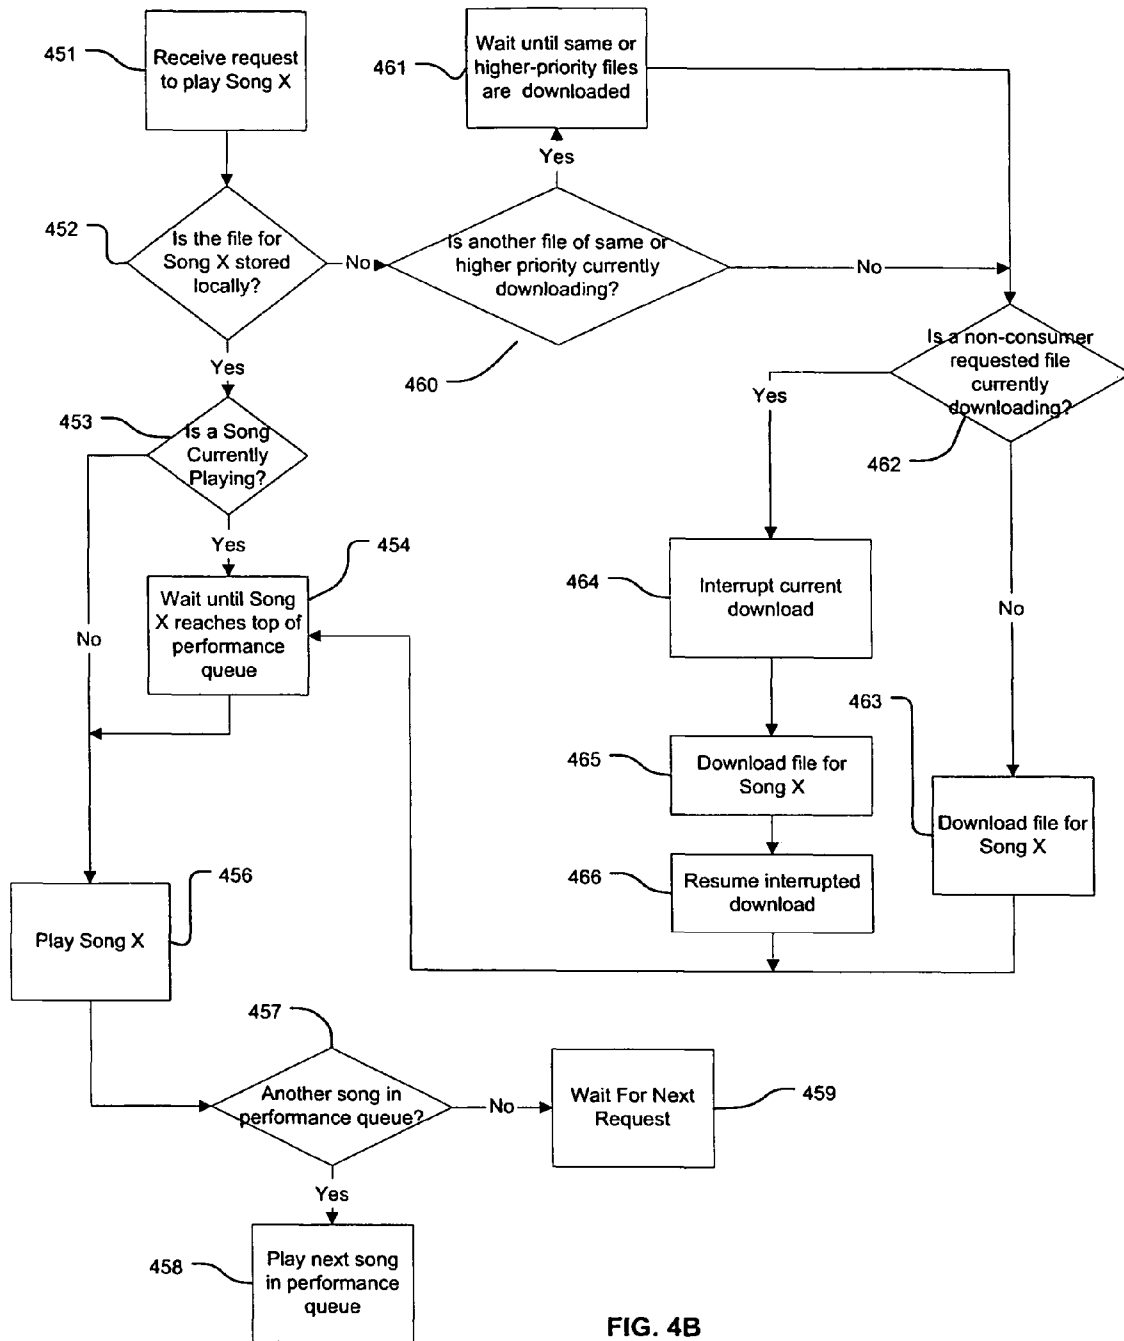 451
Receive request
to play Song X
461
Wait until same or
higher-priority files
are downloaded
Yes
452
Is the file for
Song X stored
locally?
No
Is another file of same or
higher priority currently
downloading?
No
460
Yes
Is a non-consumer
requested file
currently
downloading?
462
Yes
No
453
Is a Song
Currently
Playing?
Yes
No
454
Wait until Song
X reaches top of
performance
queue
464
Interrupt current
download
463
465
Download file for
Song X
Download file for
Song X
466
Resume interrupted
download
456
Play Song X
457
Another song in
performance queue?
No
Wait For Next
Request
459
Yes
458
Play next song
in performance
queue
FIG. 4B